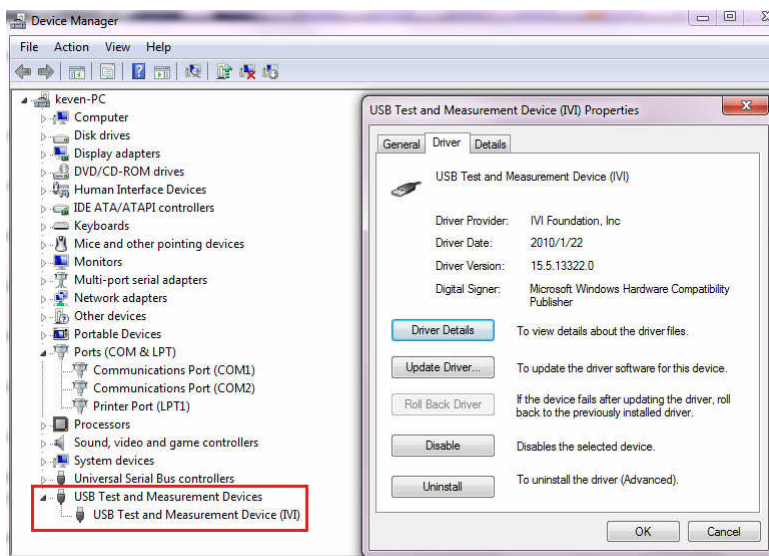 Device Manager
File Action View Help
keven-PC
Computer
Disk drives
Display adapters
DVD/CD-ROM drives
Human Interface Devices
IDE ATA/ATAPI controllers
Keyboards
Mice and other pointing devices
Monitors
Multi-port serial adapters
Network adapters
Other devices
Portable Devices
Ports (COM & LPT)
Communications Port (COM1)
Communications Port (COM2)
Printer Port (LPT1)
Processors
Sound, video and game controllers
System devices
Universal Serial Bus controllers
USB Test and Measurement Devices
USB Test and Measurement Device (IVI)
USB Test and Measurement Device (IVI) Properties
General Driver Details
USB Test and Measurement Device (IVI)
Driver Provider: IVI Foundation, Inc
Driver Date: 2010/1/22
Driver Version: 15.5.13322.0
Digital Signer: Microsoft Windows Hardware Compatibility
Publisher
Driver Details To view details about the driver files.
Update Driver... To update the driver software for this device.
Roll Back Driver If the device fails after updating the driver, roll
back to the previously installed driver.
Disable Disables the selected device.
Uninstall To uninstall the driver (Advanced).
OK Cancel